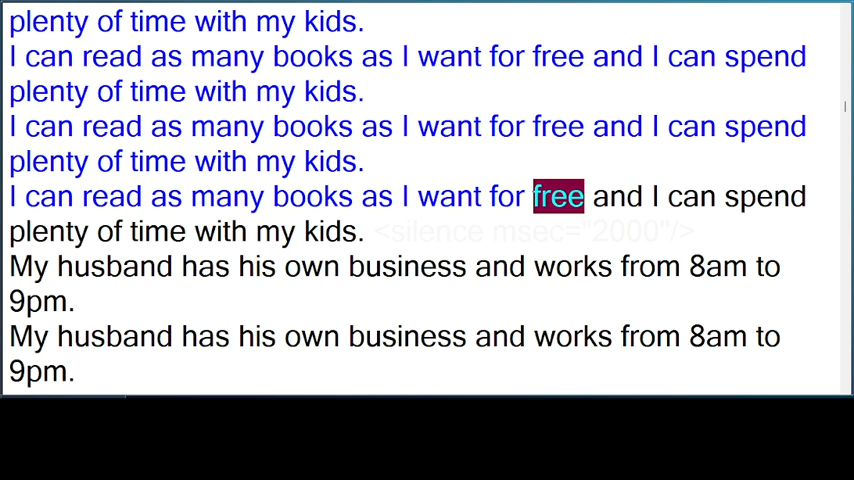 plenty of time with my kids.
I can read as many books as I want for free and I can spend
plenty of time with my kids.
I can read as many books as I want for free and I can spend
plenty of time with my kids.
I can read as many books as I want for free and I can spend
plenty of time with my kids. <silence msec="2000"/>
My husband has his own business and works from 8am to
9pm.
My husband has his own business and works from 8am to
9pm.